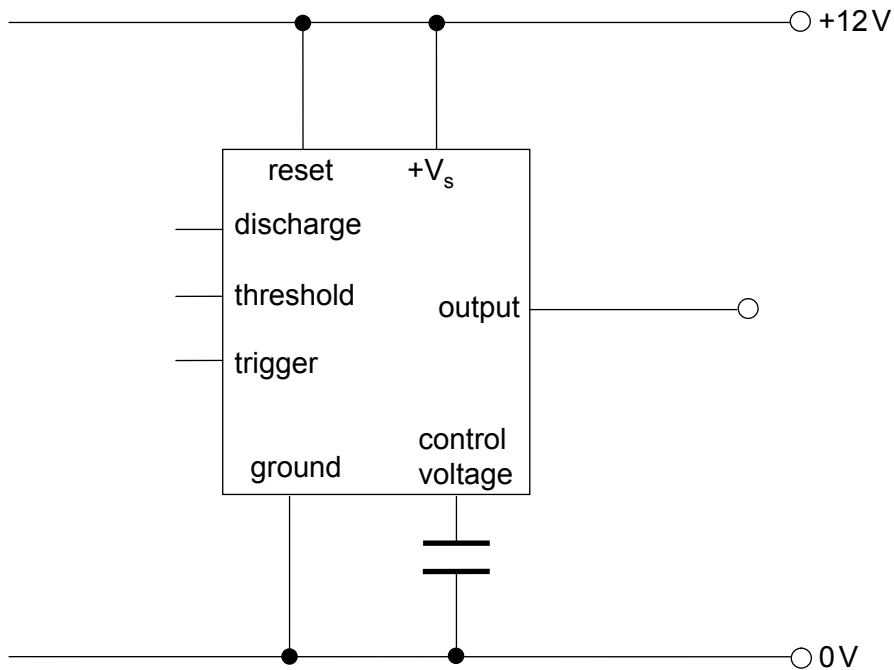 +12 V
reset
+Vs
discharge
threshold
output
trigger
control
voltage
ground
0 V